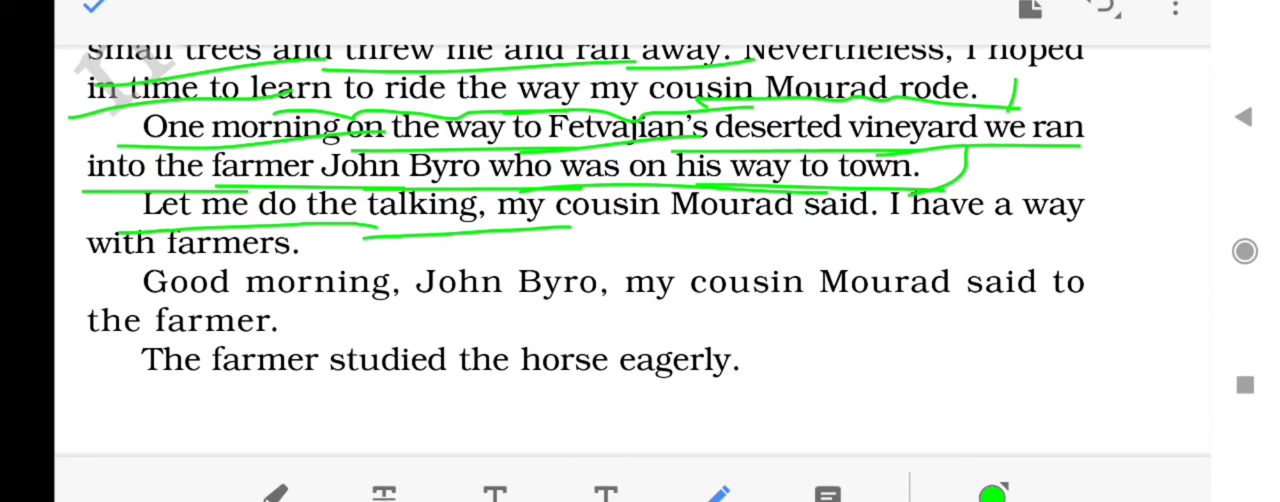 small trees and threw me and ran away. Nevertheless, I hoped
in time to learn to ride the way my cousin Mourad rode.
One morning on the way to Fetvajian's deserted vineyard we ran
into the farmer John Byro who was on his way to town.
Let me do the talking, my cousin Mourad said. I have a way
with farmers.
Good morning, John Byro, my cousin Mourad said to
the farmer.
The farmer studied the horse eagerly.